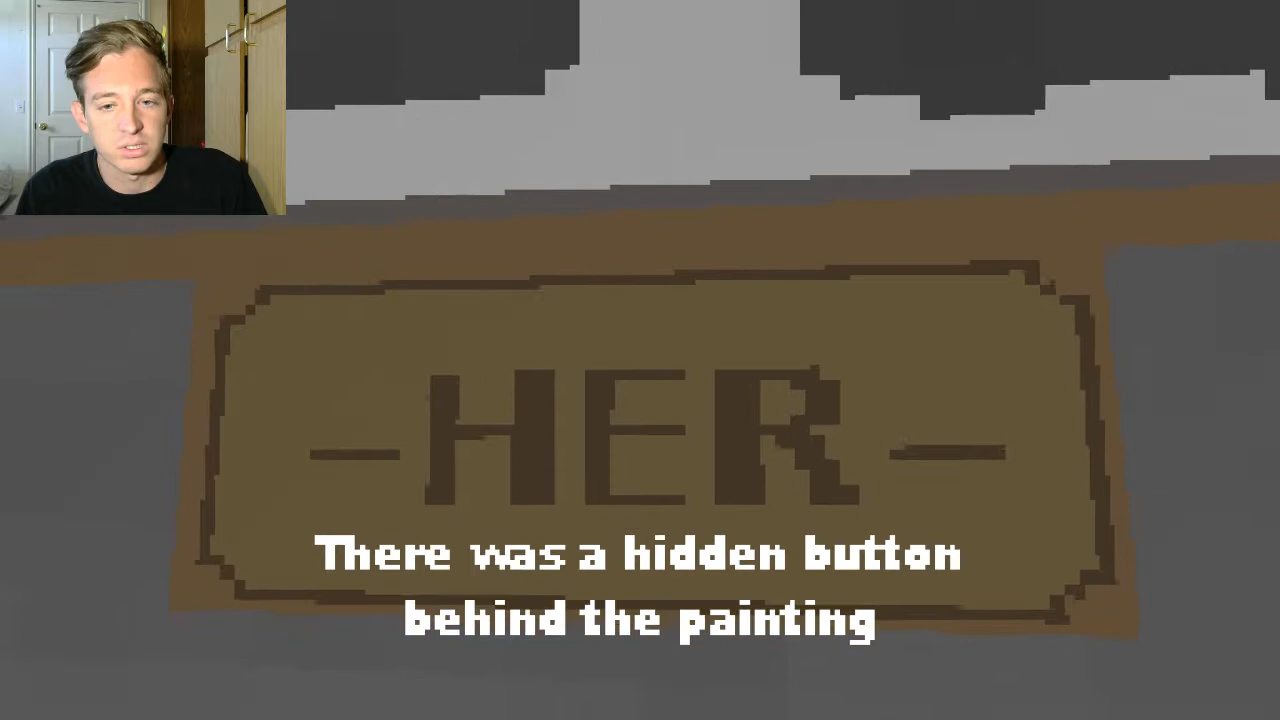 -HER-
There was a hidden button
behind the painting